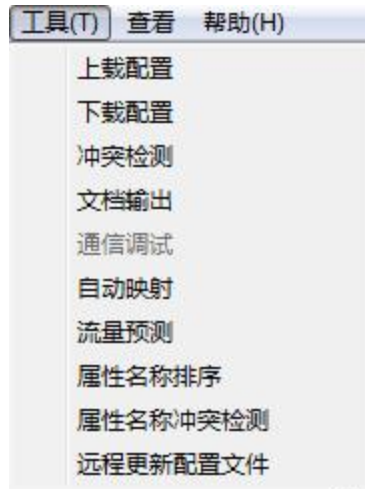 工具(T) 查看 帮助(H)
上载配置
下载配置
冲突检测
文档输出
通信调试
自动映射
流量预测
属性名称排序
属性名称冲突检测
远程更新配置文件